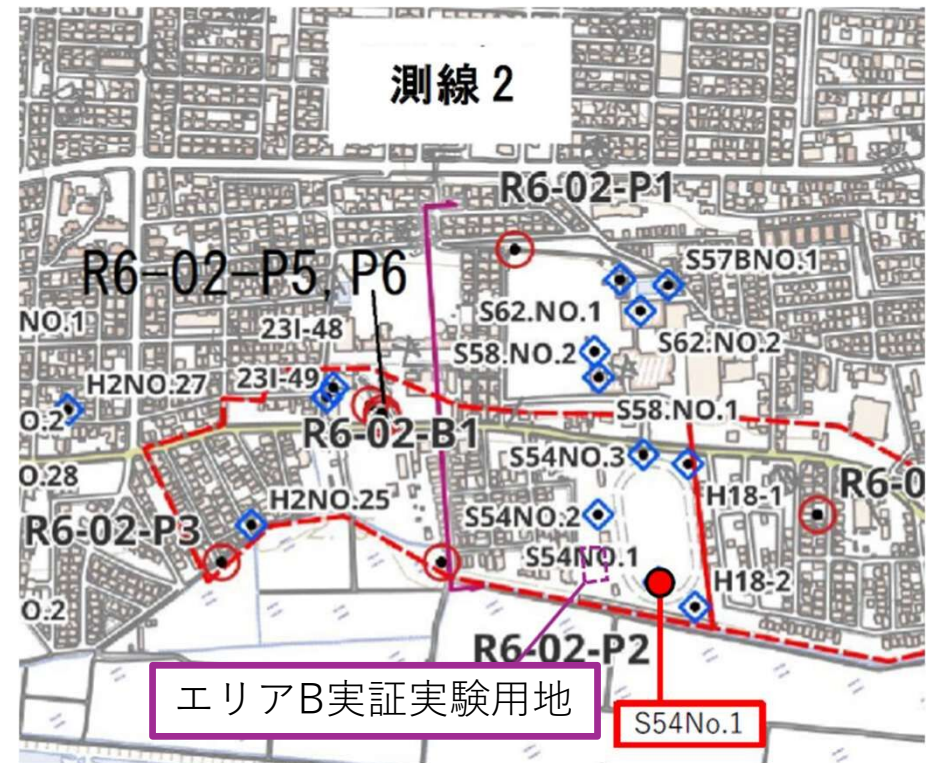 測線2
R6-02-P1
R6-02-P5, P6
S57BNO.1
NO.1
23I-48
S62.NO.1
S62.NO.2
S58.NO.2
H2NO.27
23I-49
O.2
S58.NO.1
R6-02-B1
S54NO.3
O.28
H2NO.25
H18-1
R6-0
R6-02-P3
S54NO.2
S54NO.1
H18-2
O.2
R6-02-P2
エリアB実証実験用地
S54No.1